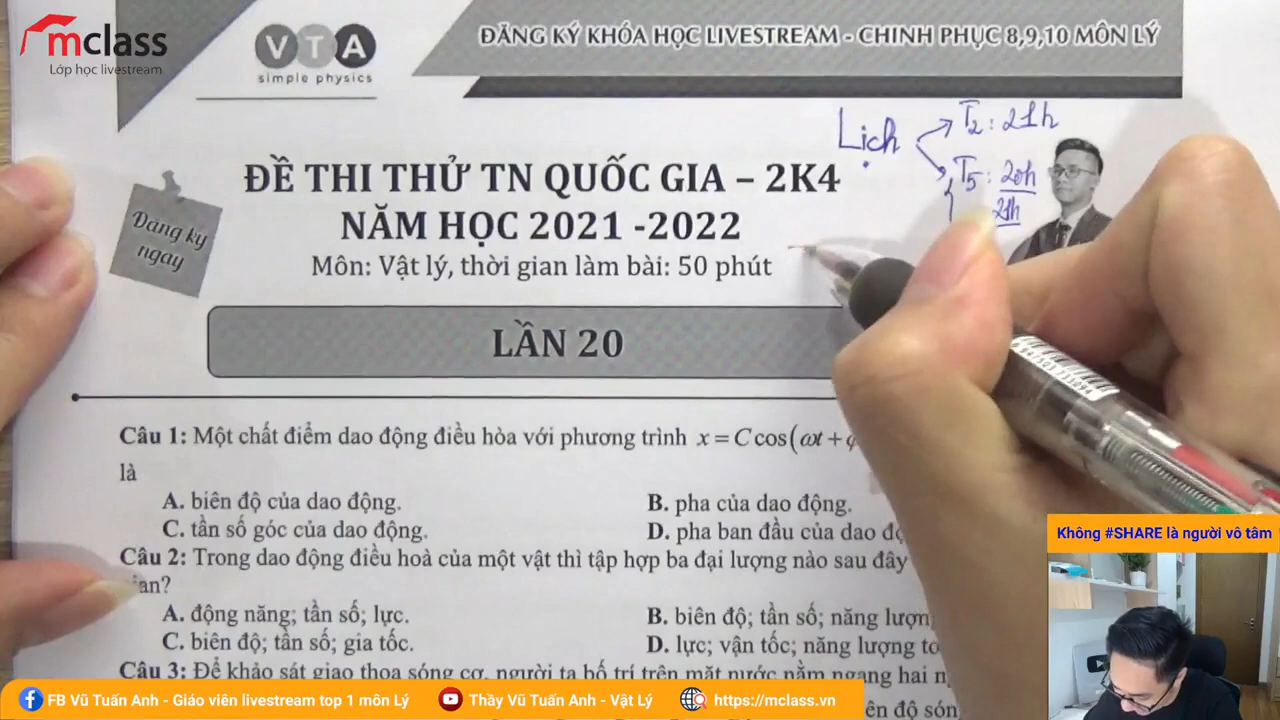 mclass
Lớp học livestream
VTA
simple physics
ĐĂNG KÝ KHÓA HỌC LIVESTREAM - CHINH PHỤC 8,9,10 MÔN LÝ
Lịch
T2: 21h
T5: 20h
21h
Đăng ký
ngay
ĐỀ THI THỬ TN QUỐC GIA – 2K4
NĂM HỌC 2021 -2022
Môn: Vật lý, thời gian làm bài: 50 phút
LẦN 20
Câu 1: Một chất điểm dao động điều hòa với phương trình x = C cos(ωt + φ
là
A. biên độ của dao động.
B. pha của dao động.
C. tần số góc của dao động.
D. pha ban đầu của dao
Câu 2: Trong dao động điều hoà của một vật thì tập hợp ba đại lượng nào sau đây
A. động năng; tần số; lực.
B. biên độ; tần số; năng lượn
C. biên độ; tần số; gia tốc.
D. lực; vận tốc; năng lượng to
Câu 3: Để khảo sát giao thoa sóng cơ, người ta bố trí trên mặt nước nằm ngang hai
ên độ són
Không #SHARE là người vô tâm
FB Vũ Tuấn Anh - Giáo viên livestream top 1 môn Lý
Thầy Vũ Tuấn Anh - Vật Lý
https://mclass.vn